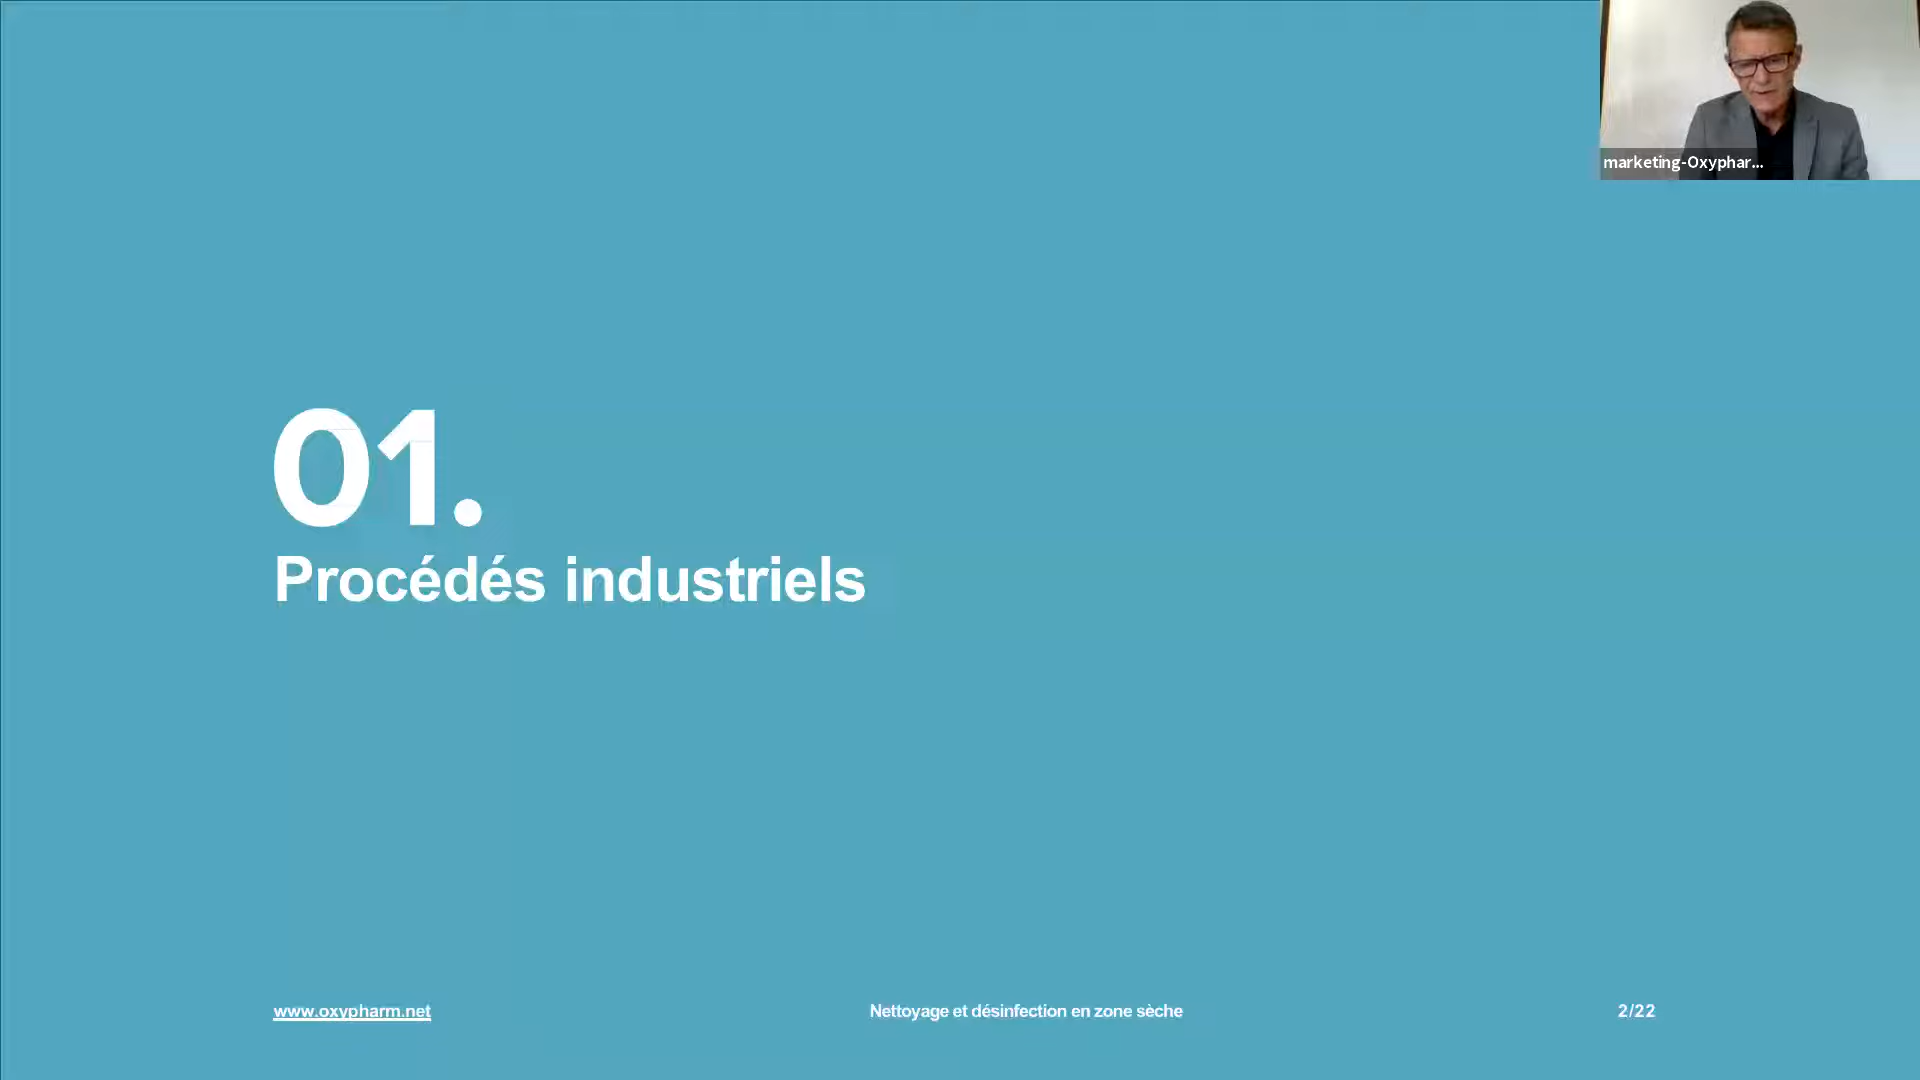 marketing-Oxyphar...
01.
Procédés industriels
www.oxypharm.net
Nettoyage et désinfection en zone sèche
2/22